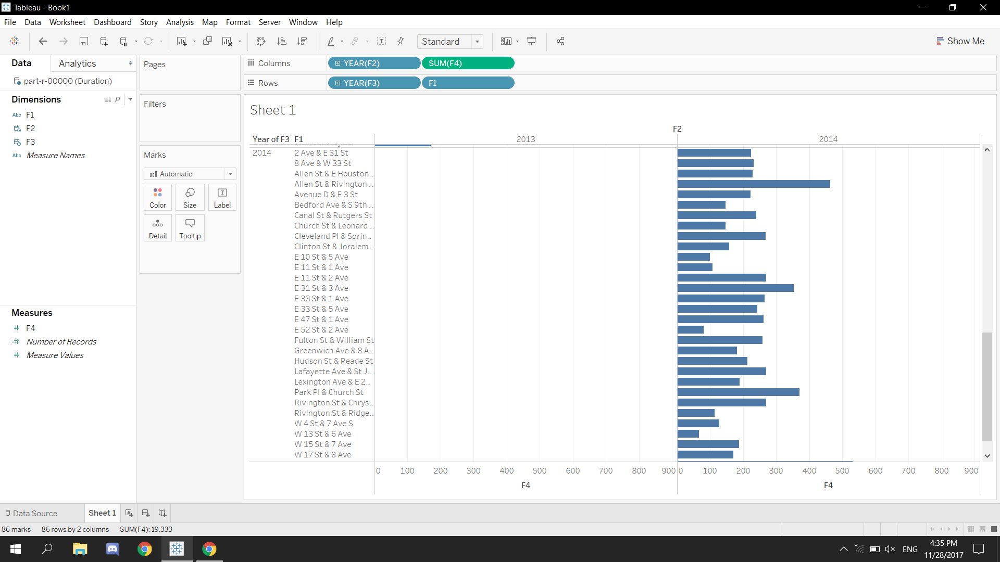 Tableau - Book1
File Data Worksheet Dashboard Story Analysis Map Format Server Window Help
Standard
Show Me
Data Analytics
part-r-00000 (Duration)
Dimensions
Abc F1
F2
F3
Abc Measure Names
Measures
F4
Number of Records
Measure Values
Pages
Filters
Marks
Automatic
Color Size Label
Detail Tooltip
Columns YEAR(F2) SUM(F4)
Rows YEAR(F3) F1
Sheet 1
F2
Year of F3 F1 2013 2014
2014 2 Ave & E 31 St
8 Ave & W 33 St
Allen St & E Houston..
Allen St & Rivington ..
Avenue D & E 3 St
Bedford Ave & S 9th ..
Canal St & Rutgers St
Church St & Leonard ..
Cleveland Pl & Sprin..
Clinton St & Joralem..
E 10 St & 5 Ave
E 11 St & 1 Ave
E 11 St & 2 Ave
E 31 St & 3 Ave
E 33 St & 1 Ave
E 33 St & 5 Ave
E 47 St & 1 Ave
E 52 St & 2 Ave
Fulton St & William St
Greenwich Ave & 8 A..
Hudson St & Reade St
Lafayette Ave & St J..
Lexington Ave & E 2..
Park Pl & Church St
Rivington St & Chrys..
Rivington St & Ridge..
W 4 St & 7 Ave S
W 13 St & 6 Ave
W 15 St & 7 Ave
W 17 St & 8 Ave
0 100 200 300 400 500 600 700 800 900 0 100 200 300 400 500 600 700 800 900
F4 F4
Data Source Sheet 1
86 marks 86 rows by 2 columns SUM(F4): 19,333
ENG
4:35 PM
11/28/2017